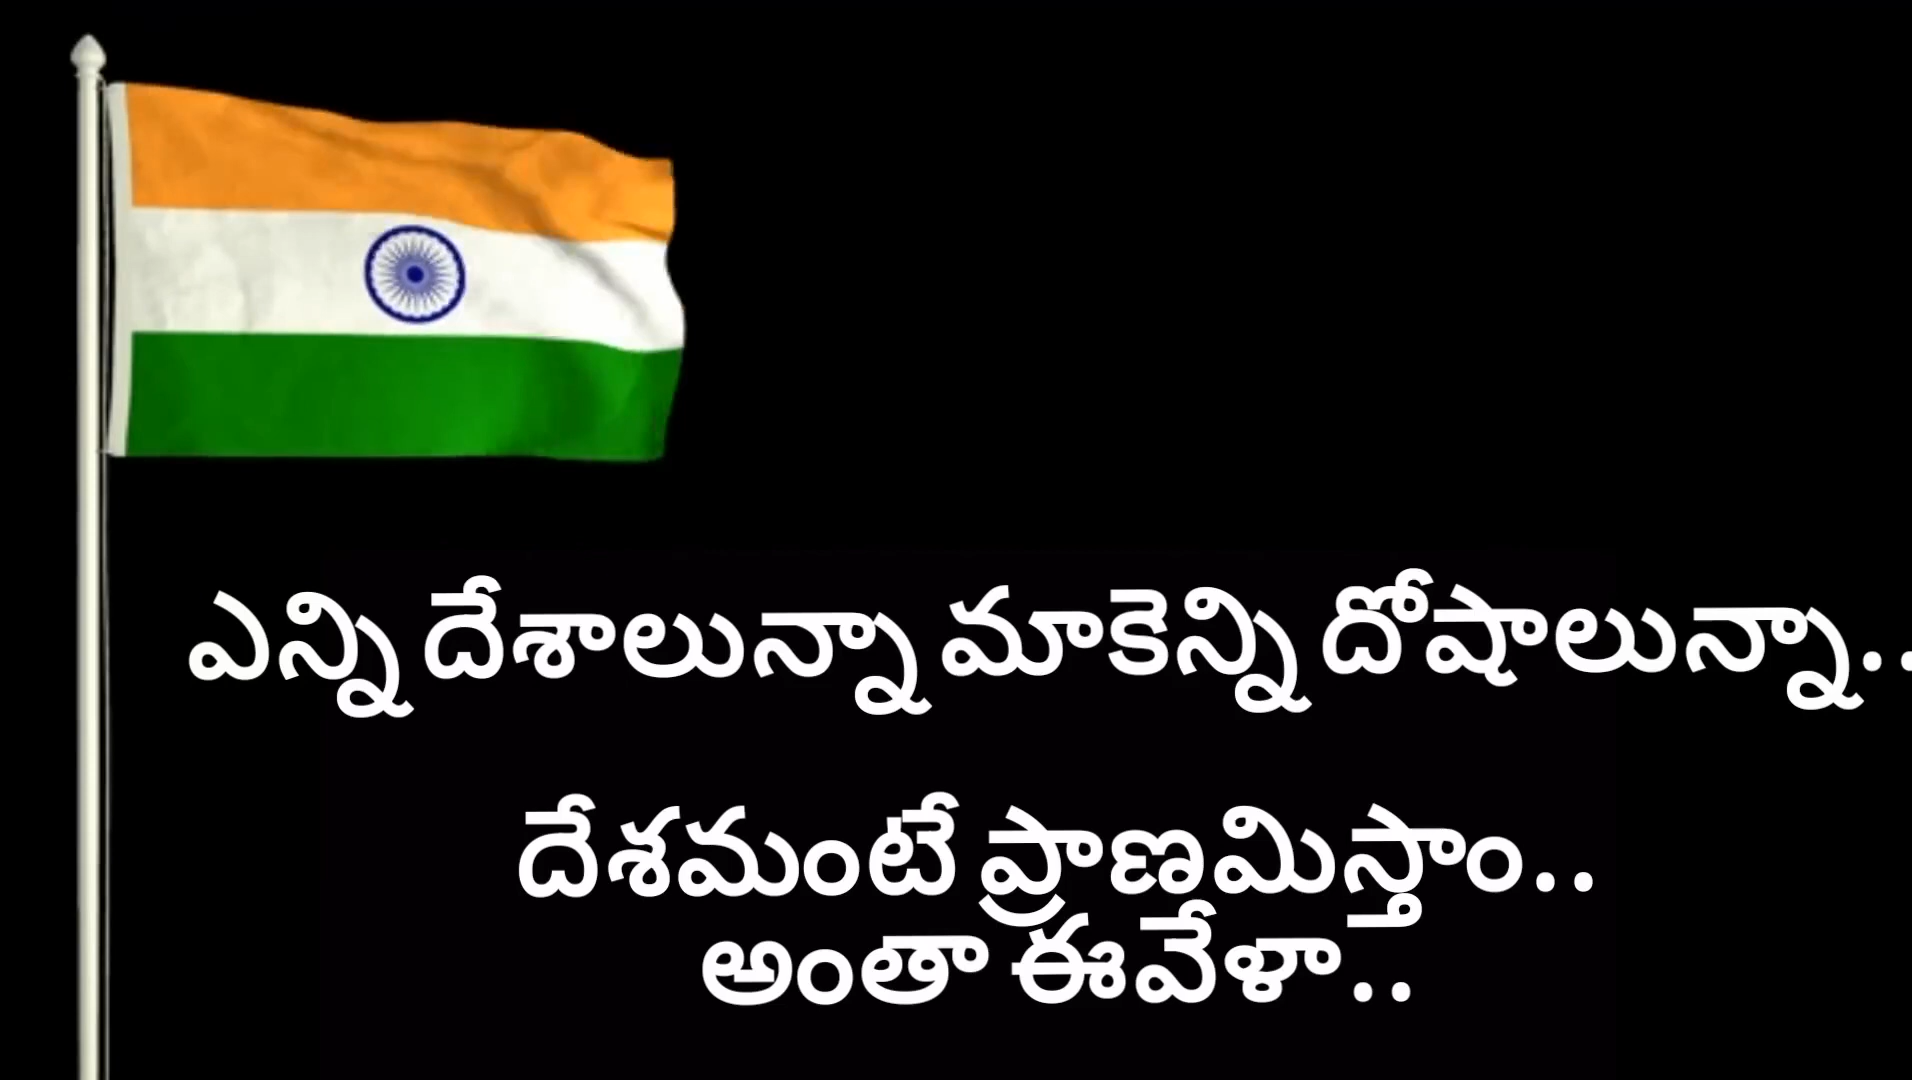 ఎన్ని దేశాలున్నా మాకెన్ని దోషాలున్నా..
దేశమంటే ప్రాణమిస్తాం..
అంతా ఈవేళా..